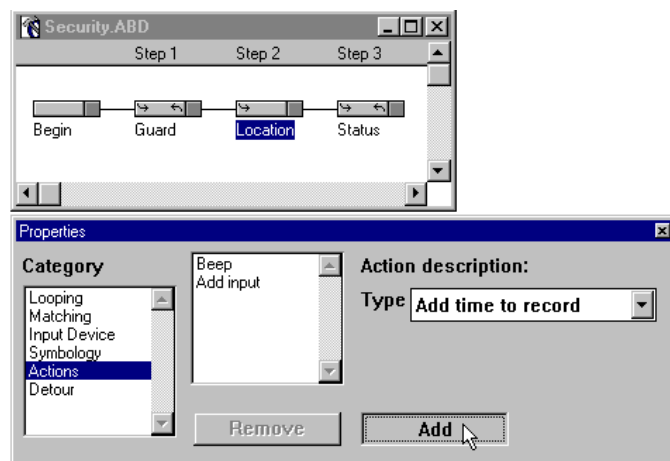 Security.ABD
Step 1 Step 2 Step 3
Begin Guard Location Status
Properties
Category
Looping
Matching
Input Device
Symbology
Actions
Detour
Beep
Add input
Remove
Action description:
Type Add time to record
Add